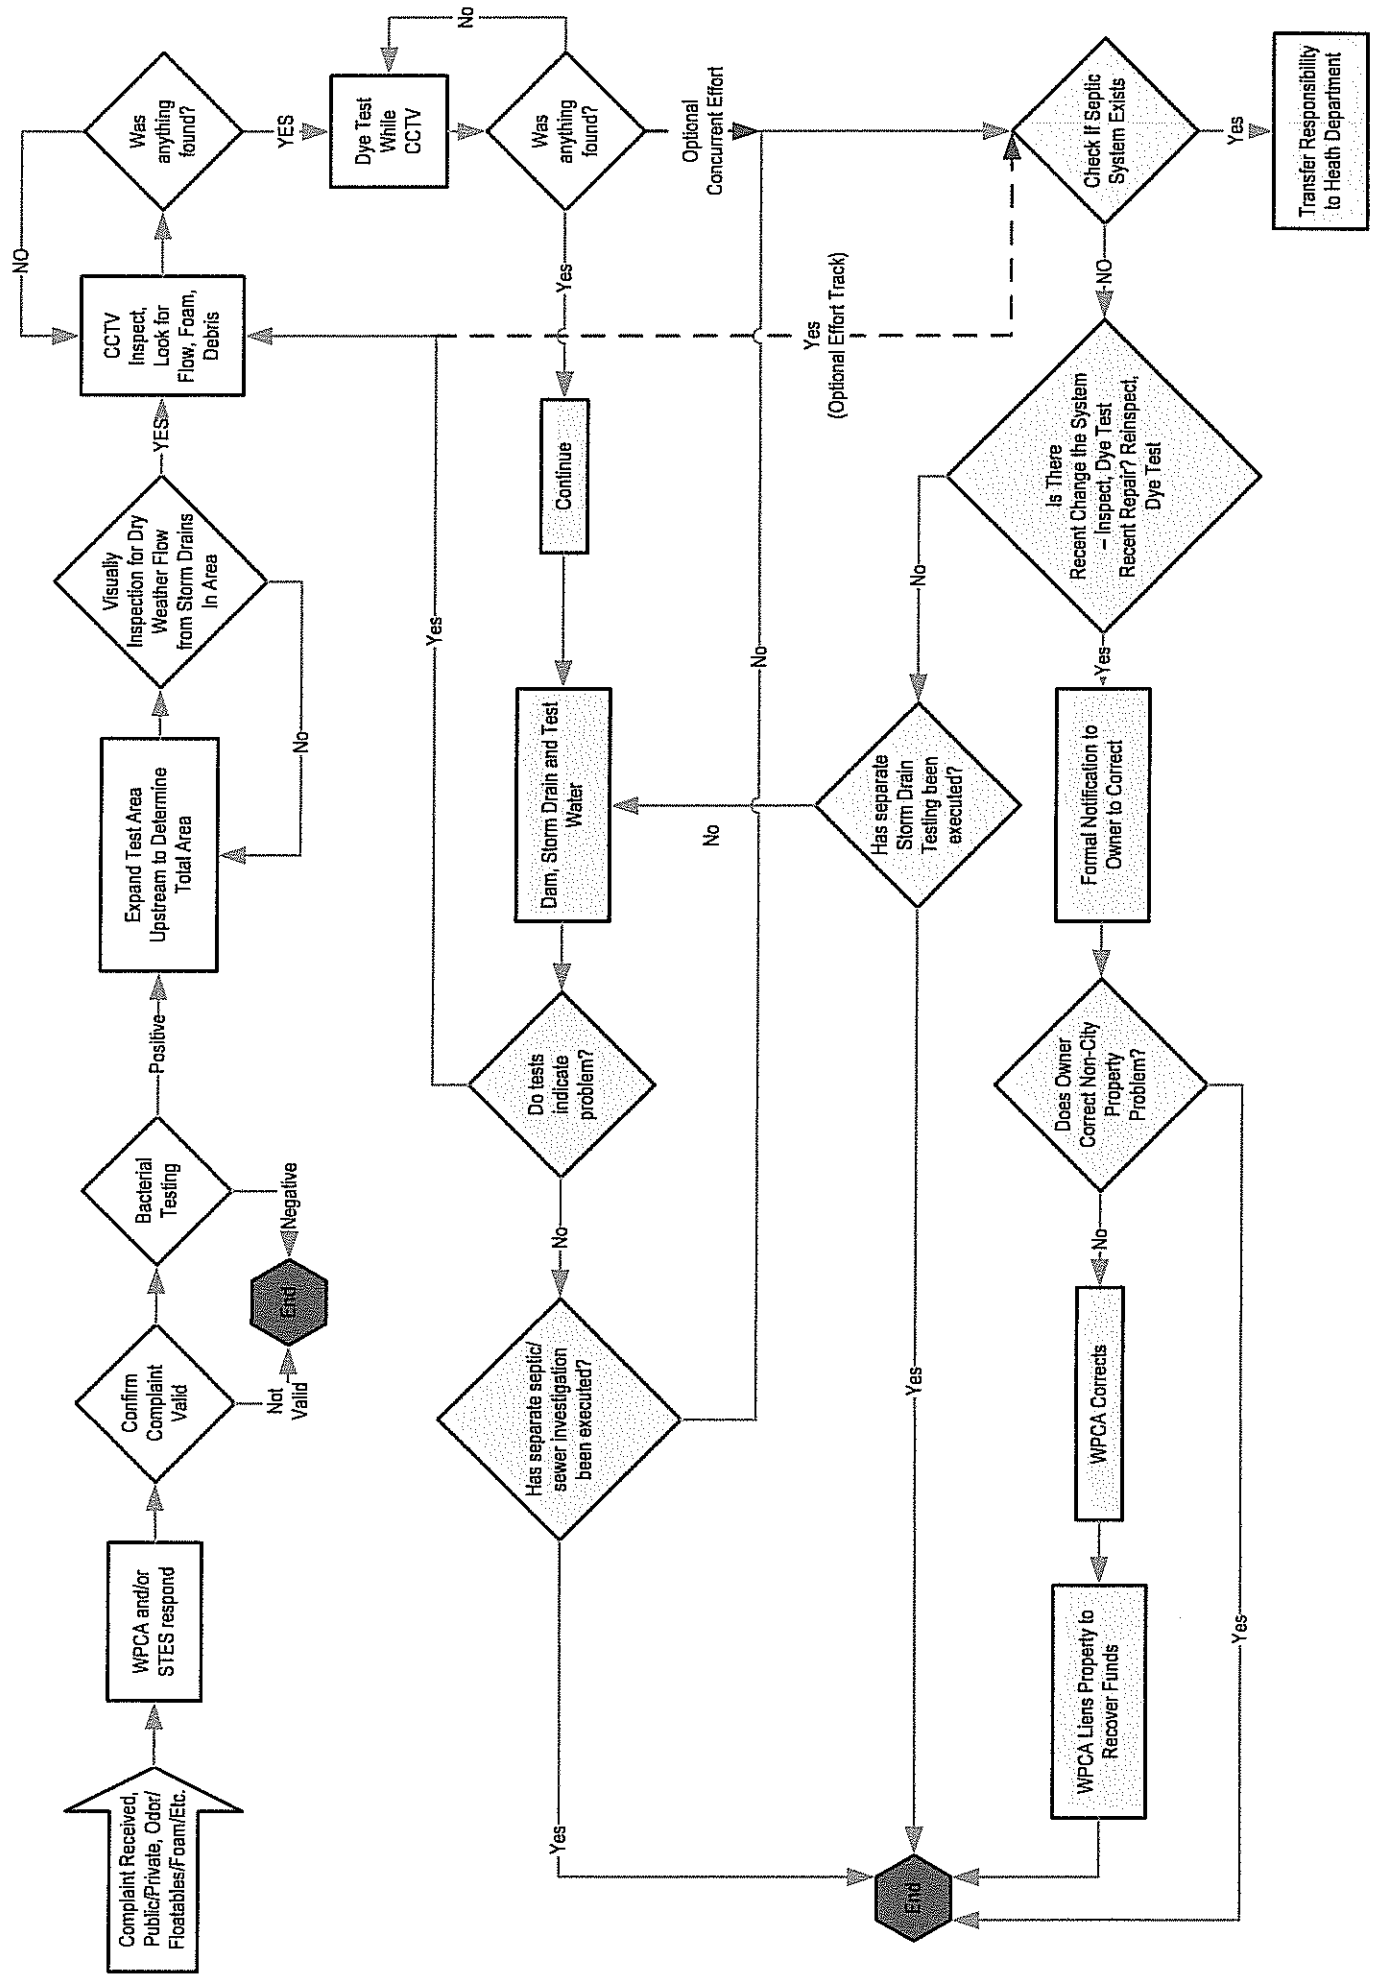 Complaint Received,
Public/Private, Odor/
Floatables/Foam/Etc.
WPCA and/or
STES respond
Confirm
Complaint
Valid
Not
Valid
End
Bacterial
Testing
Negative
Positive
Expand Test Area
Upstream to Determine
Total Area
No
Visually
Inspection for Dry
Weather Flow
from Storm Drains
In Area
YES
CCTV
Inspect,
Look for
Flow, Foam,
Debris
NO
Was
anything
found?
YES
Dye Test
While
CCTV
No
Was
anything
found?
Yes
Optional
Concurrent Effort
Continue
Dam, Storm Drain and Test
Water
Do tests
indicate
problem?
Yes
Yes
(Optional Effort Track)
No
Has separate septic/
sewer investigation
been executed?
No
Yes
Check If Septic
System Exists
Yes
Transfer Responsibility
to Heath Department
NO
Is There
Recent Change the System
– Inspect, Dye Test
Recent Repair? Reinspect,
Dye Test
No
Has separate
Storm Drain
Testing been
executed?
No
Yes
Yes
Formal Notification to
Owner to Correct
Does Owner
Correct Non-City
Property
Problem?
No
WPCA Corrects
WPCA Liens Property to
Recover Funds
Yes
End